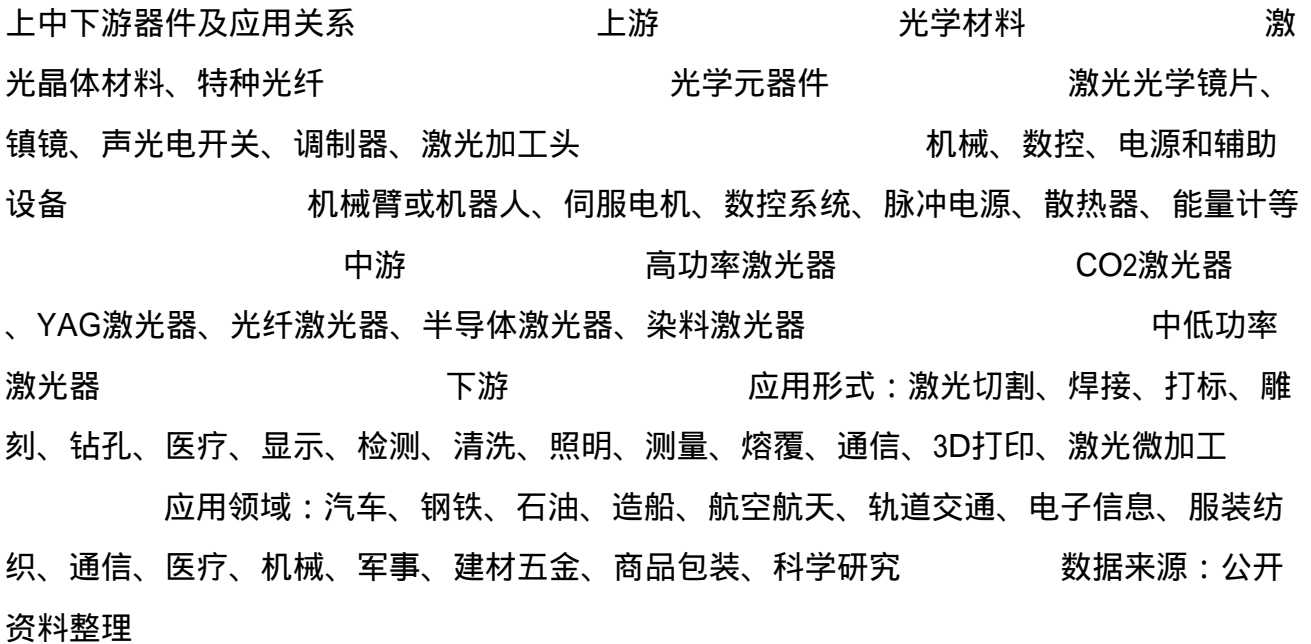 上中下游器件及应用关系 上游 光学材料 激
光晶体材料、特种光纤 光学元器件 激光光学镜片、
镇镜、声光电开关、调制器、激光加工头 机械、数控、电源和辅助
设备 机械臂或机器人、伺服电机、数控系统、脉冲电源、散热器、能量计等
中游 高功率激光器 CO2激光器
、YAG激光器、光纤激光器、半导体激光器、染料激光器 中低功率
激光器 下游 应用形式：激光切割、焊接、打标、雕
刻、钻孔、医疗、显示、检测、清洗、照明、测量、熔覆、通信、3D打印、激光微加工
应用领域：汽车、钢铁、石油、造船、航空航天、轨道交通、电子信息、服装纺
织、通信、医疗、机械、军事、建材五金、商品包装、科学研究 数据来源：公开
资料整理